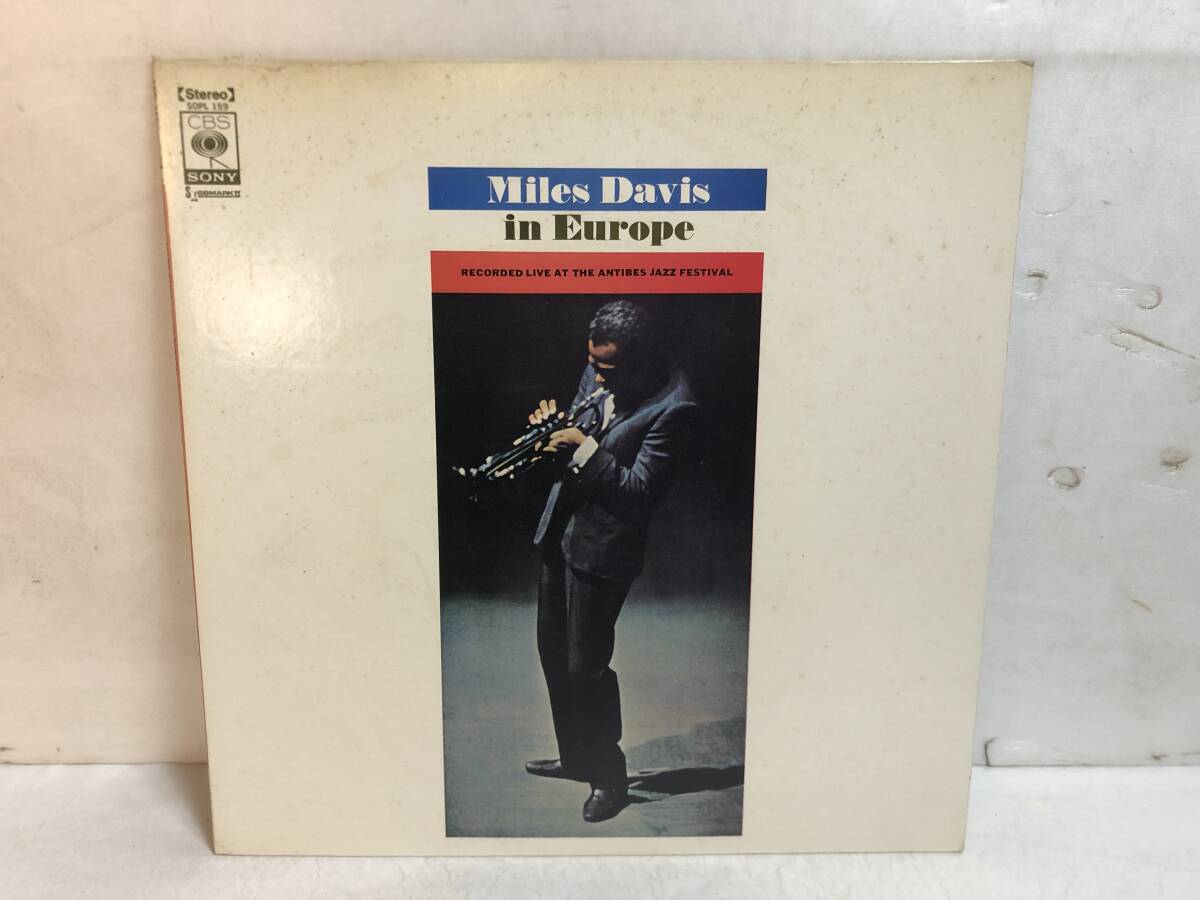 【Stereo】
SOPL 159
CBS
SONY
Miles Davis
in Europe
RECORDED LIVE AT THE ANTIBES JAZZ FESTIVAL